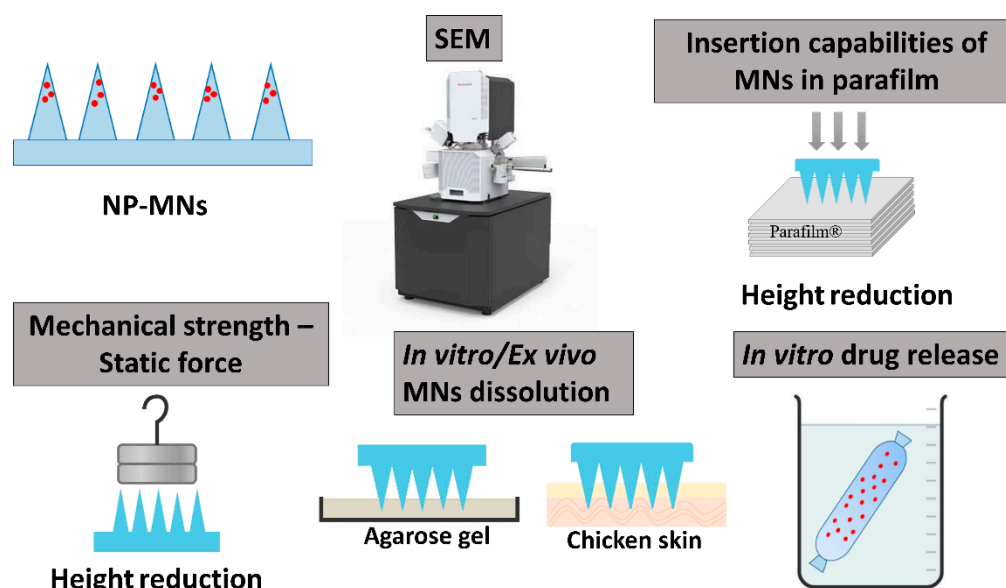 SEM
Insertion capabilities of
MNs in parafilm
NP-MNs
Parafilm®
Height reduction
Mechanical strength –
Static force
In vitro/Ex vivo
MNs dissolution
In vitro drug release
Agarose gel
Chicken skin
Height reduction